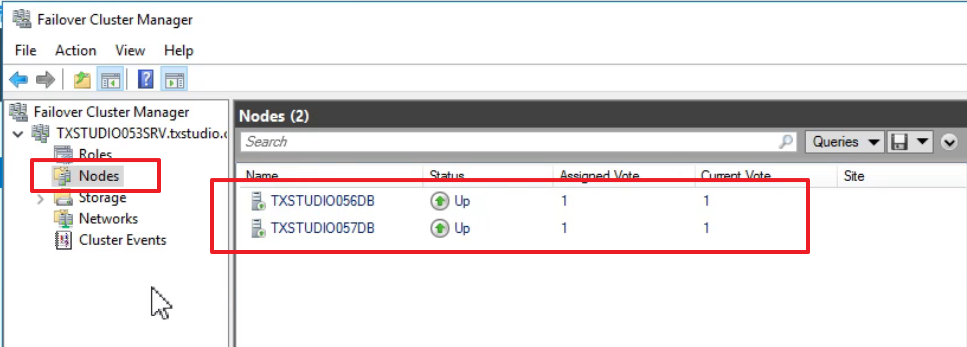 Failover Cluster Manager
File Action View Help
Failover Cluster Manager
TXSTUDIO053SRV.txstudio.
Roles
Nodes
Storage
Networks
Cluster Events
Nodes (2)
Search
Queries
Name Status Assigned Vote Current Vote Site
TXSTUDIO056DB Up 1 1
TXSTUDIO057DB Up 1 1